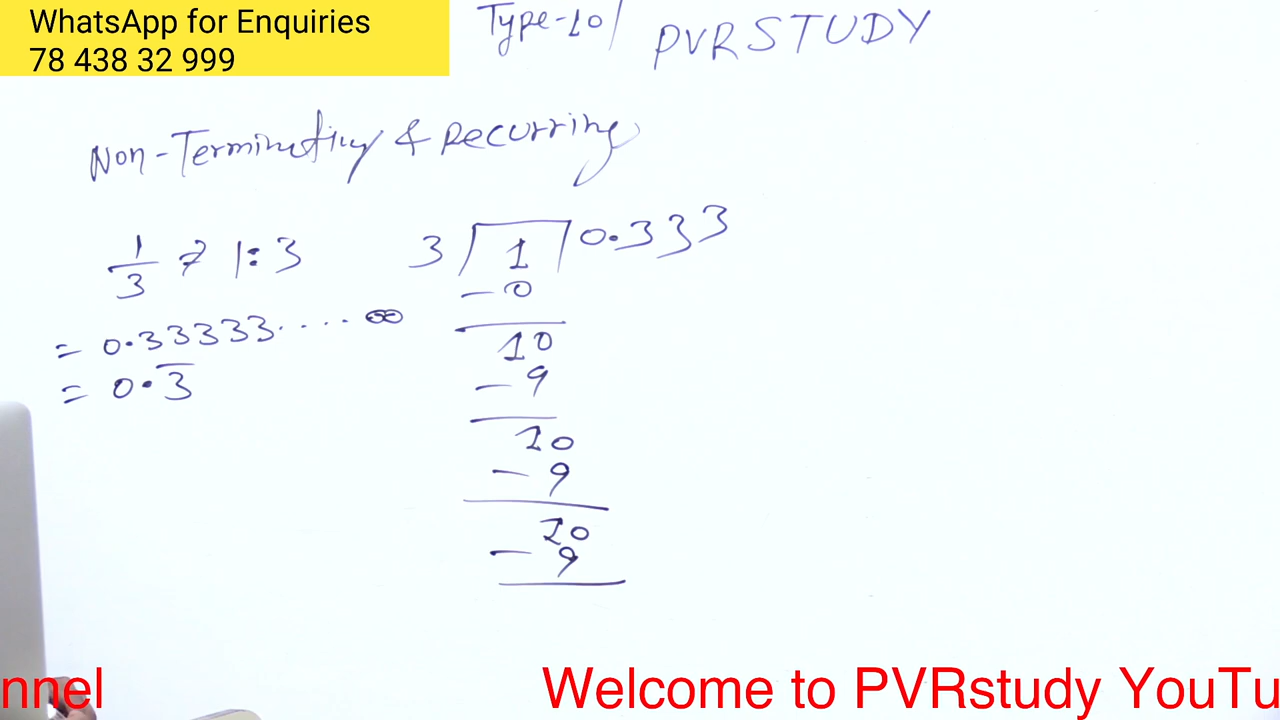 WhatsApp for Enquiries
78 438 32 999
Type-10/ PVRSTUDY
Non-Terminating & Recurring
1/3 → 1:3
= 0.33333.... ∞
= 0.3̅
3 | 1 | 0.333
- 0
10
- 9
10
- 9
10
- 9
nnel Welcome to PVRstudy YouTu